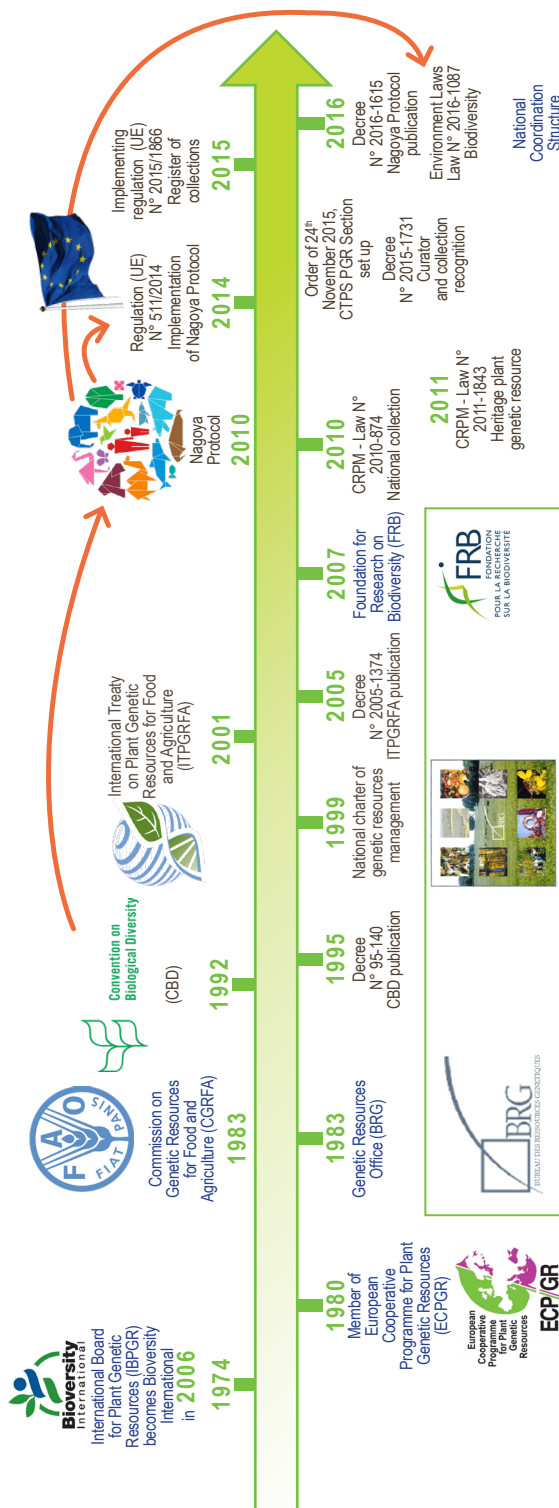 Bioversity
International
International Board
for Plant Genetic
Resources (IBPGR)
becomes Bioversity
International
in 2006
1974
FAO
FIAT PANIS
Commission on
Genetic Resources
for Food and
Agriculture (CGRFA)
1983
Convention on
Biological Diversity
(CBD)
1992
International Treaty
on Plant Genetic
Resources for Food
and Agriculture
(ITPGRFA)
2001
Nagoya
Protocol
2010
Regulation (UE)
N° 511/2014
Implementation
of Nagoya Protocol
2014
Implementing
regulation (UE)
N° 2015/1866
Register of
collections
2015
1980
Member of
European
Cooperative
Programme for Plant
Genetic Resources
(ECPGR)
European
Cooperative
Programme
for Plant
Genetic
Resources
ECP/GR
1983
Genetic Resources
Office (BRG)
BRG
BUREAU DES RESSOURCES GENETIQUES
1995
Decree
N° 95-140
CBD publication
1999
National charter of
genetic resources
management
BRG
2005
Decree
N° 2005-1374
ITPGRFA publication
2007
Foundation for
Research on
Biodiversity (FRB)
FRB
FONDATION
POUR LA RECHERCHE
SUR LA BIODIVERSITÉ
2010
CRPM - Law N°
2010-874
National collection
2011
CRPM - Law N°
2011-1843
Heritage plant
genetic resource
Order of 24th
November 2015,
CTPS PGR Section
set up
Decree
N° 2015-1731
Curator
and collection
recognition
2016
Decree
N° 2016-1615
Nagoya Protocol
publication
Environment Laws
Law N° 2016-1087
Biodiversity
National
Coordination
Structure